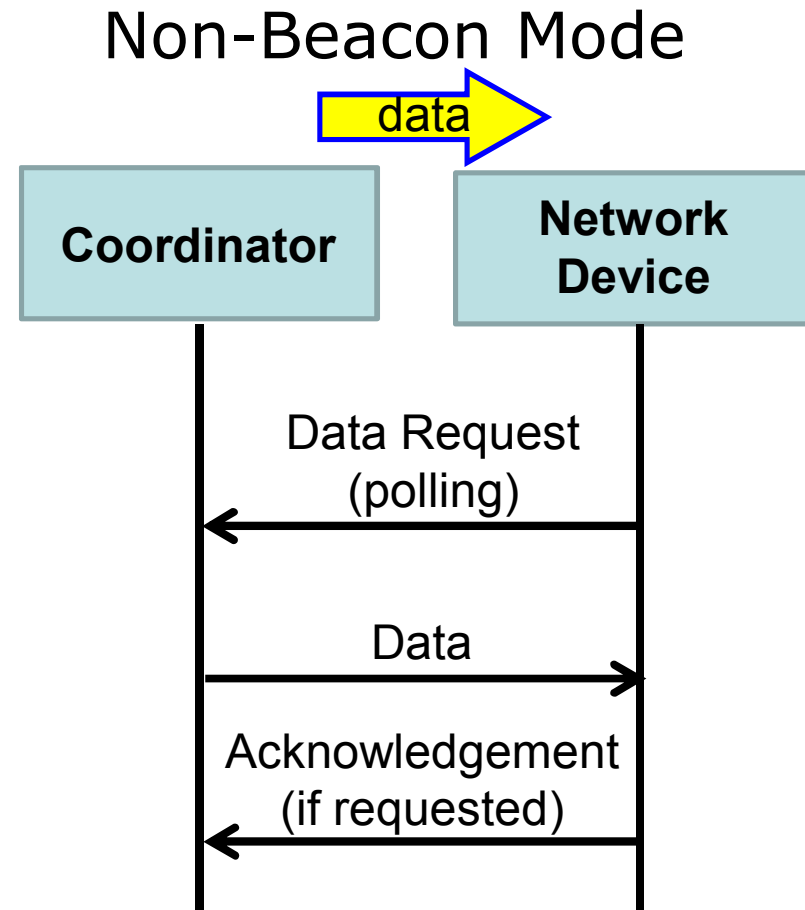 Non-Beacon Mode
data
Coordinator
Network
Device
Data Request
(polling)
Data
Acknowledgement
(if requested)